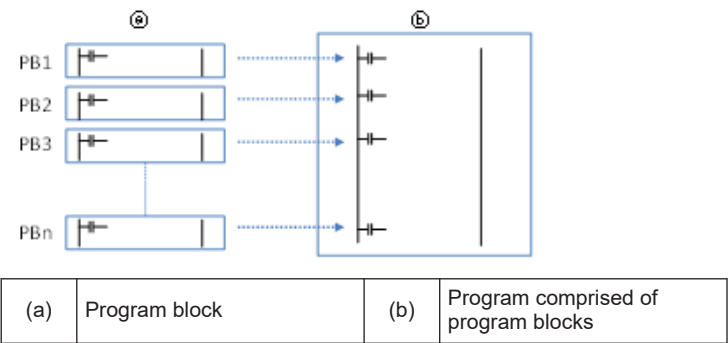 ⓐ ⓑ
PB1
PB2
PB3
PBn
(a) Program block (b) Program comprised of
program blocks